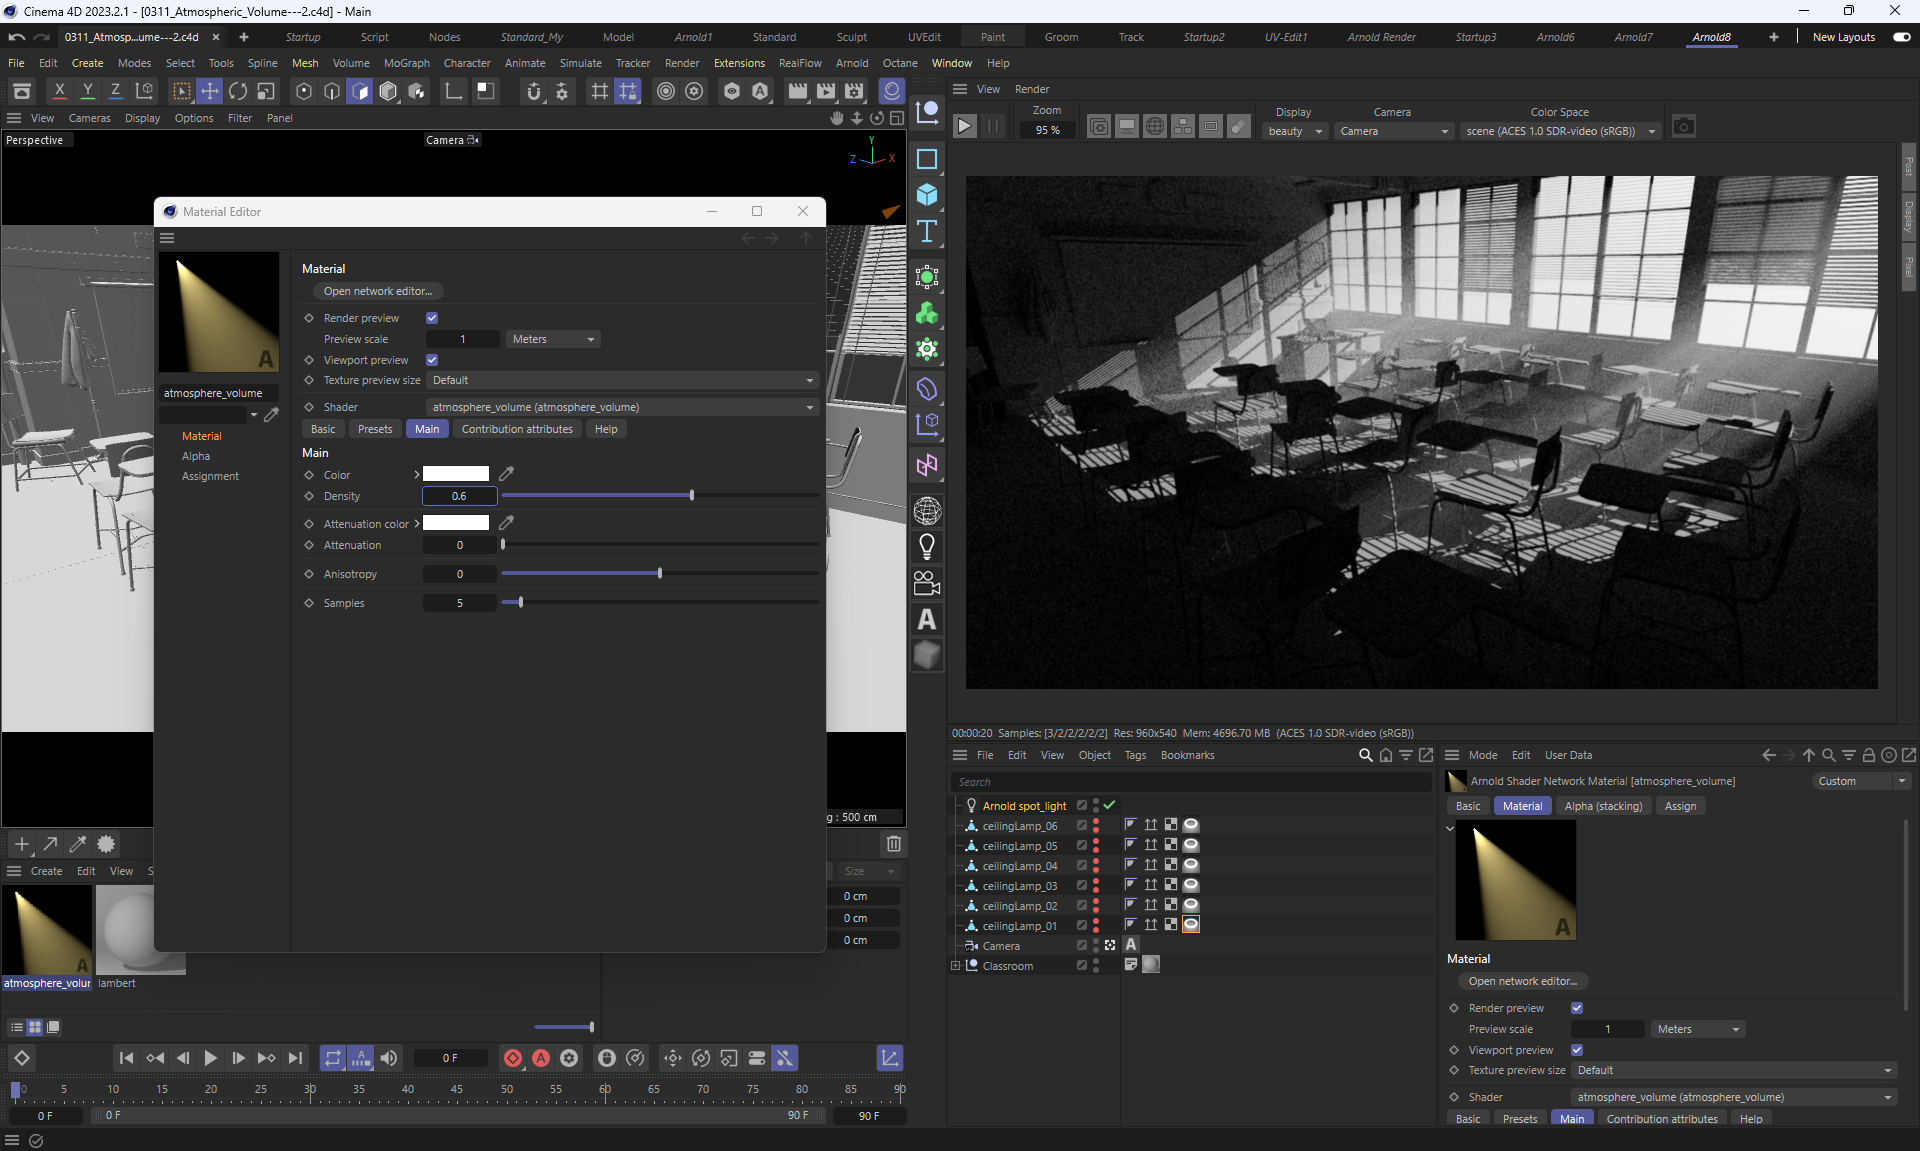 Cinema 4D 2023.2.1 - [0311_Atmospheric_Volume---2.c4d] - Main
0311_Atmosp...ume---2.c4d
Startup Script Nodes Standard_My Model Arnold1 Standard Sculpt UVEdit Paint Groom Track Startup2 UV-Edit1 Arnold Render Startup3 Arnold6 Arnold7 Arnold8 New Layouts
File Edit Create Modes Select Tools Spline Mesh Volume MoGraph Character Animate Simulate Tracker Render Extensions RealFlow Arnold Octane Window Help
X Y Z
View Cameras Display Options Filter Panel
Perspective
Camera
Y
Z X
View Render
Zoom
95 %
Display
beauty
Camera
Camera
Color Space
scene (ACES 1.0 SDR-video (sRGB))
Post
Display
Pixel
Material Editor
Material
Open network editor...
Render preview
Preview scale 1 Meters
Viewport preview
Texture preview size Default
Shader atmosphere_volume (atmosphere_volume)
Basic Presets Main Contribution attributes Help
Main
Color
Density 0.6
Attenuation color
Attenuation 0
Anisotropy 0
Samples 5
A
atmosphere_volume
Material
Alpha
Assignment
g : 500 cm
Create Edit View S
Size
0 cm
0 cm
0 cm
A
atmosphere_volur
lambert
0 F
0 5 10 15 20 25 30 35 40 45 50 55 60 65 70 75 80 85 90
0 F 0 F 90 F 90 F
00:00:20 Samples: [3/2/2/2/2/2] Res: 960x540 Mem: 4696.70 MB (ACES 1.0 SDR-video (sRGB))
File Edit View Object Tags Bookmarks
Search
Arnold spot_light
ceilingLamp_06
ceilingLamp_05
ceilingLamp_04
ceilingLamp_03
ceilingLamp_02
ceilingLamp_01
Camera
Classroom
Mode Edit User Data
Arnold Shader Network Material [atmosphere_volume]
Custom
Basic Material Alpha (stacking) Assign
A
Material
Open network editor...
Render preview
Preview scale 1 Meters
Viewport preview
Texture preview size Default
Shader atmosphere_volume (atmosphere_volume)
Basic Presets Main Contribution attributes Help